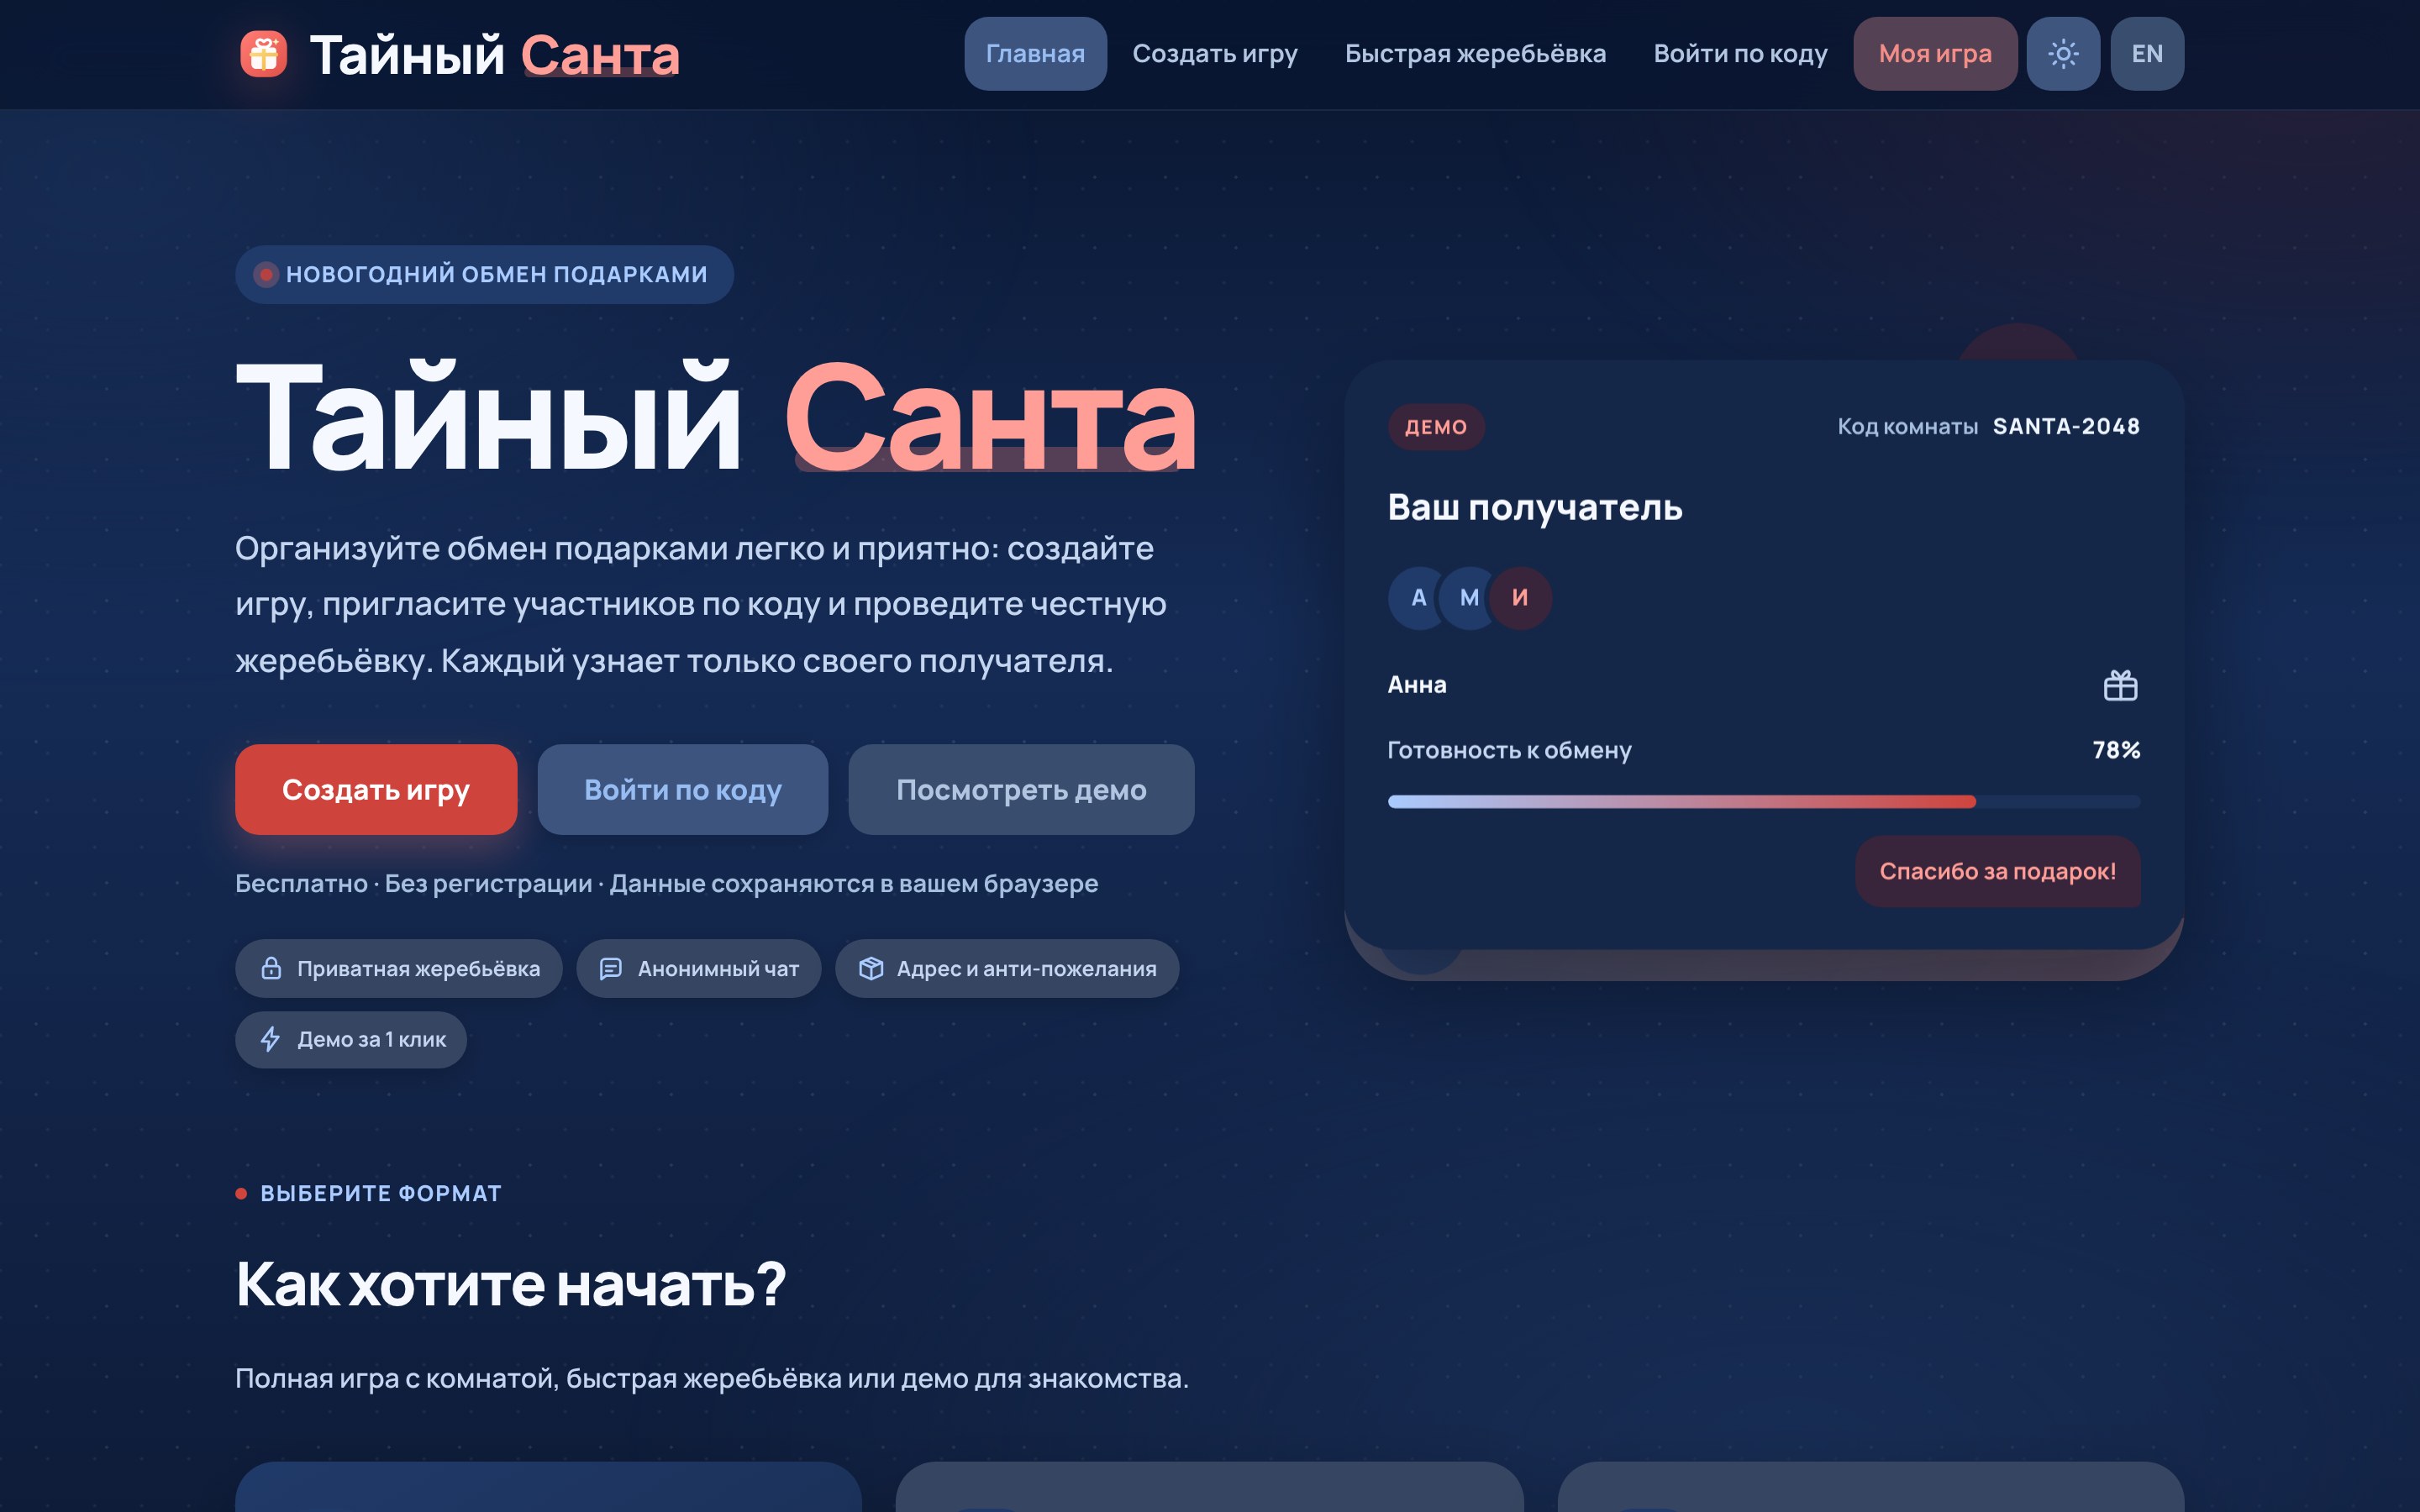 Тайный Санта
Главная
Создать игру
Быстрая жеребьёвка
Войти по коду
Моя игра
EN
НОВОГОДНИЙ ОБМЕН ПОДАРКАМИ
Тайный Санта
Организуйте обмен подарками легко и приятно: создайте
игру, пригласите участников по коду и проведите честную
жеребьёвку. Каждый узнает только своего получателя.
Создать игру
Войти по коду
Посмотреть демо
Бесплатно · Без регистрации · Данные сохраняются в вашем браузере
Приватная жеребьёвка
Анонимный чат
Адрес и анти-пожелания
Демо за 1 клик
ДЕМО
Код комнаты SANTA-2048
Ваш получатель
А
М
И
Анна
Готовность к обмену 78%
Спасибо за подарок!
ВЫБЕРИТЕ ФОРМАТ
Как хотите начать?
Полная игра с комнатой, быстрая жеребьёвка или демо для знакомства.